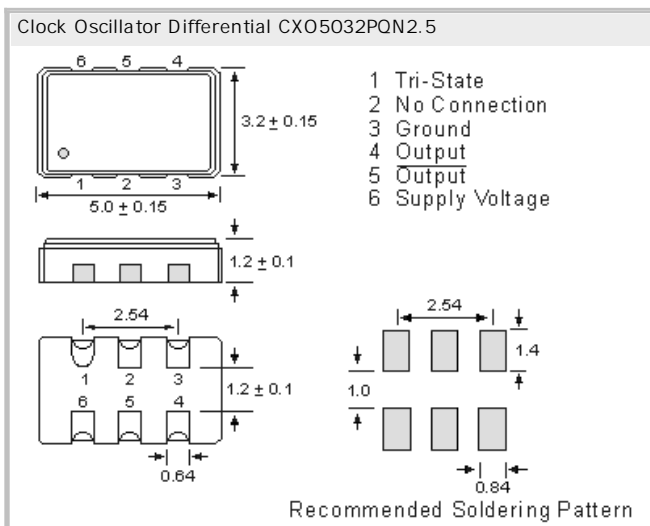 Clock Oscillator Differential CXO5032PQN2.5
6 5 4
3.2 ± 0.15
1 2 3
5.0 ± 0.15
1 Tri-State
2 No Connection
3 Ground
4 Output
5 Output
6 Supply Voltage
1.2 ± 0.1
2.54
1 2 3
6 5 4
1.2 ± 0.1
0.64
2.54
1.4
1.0
0.84
Recommended Soldering Pattern